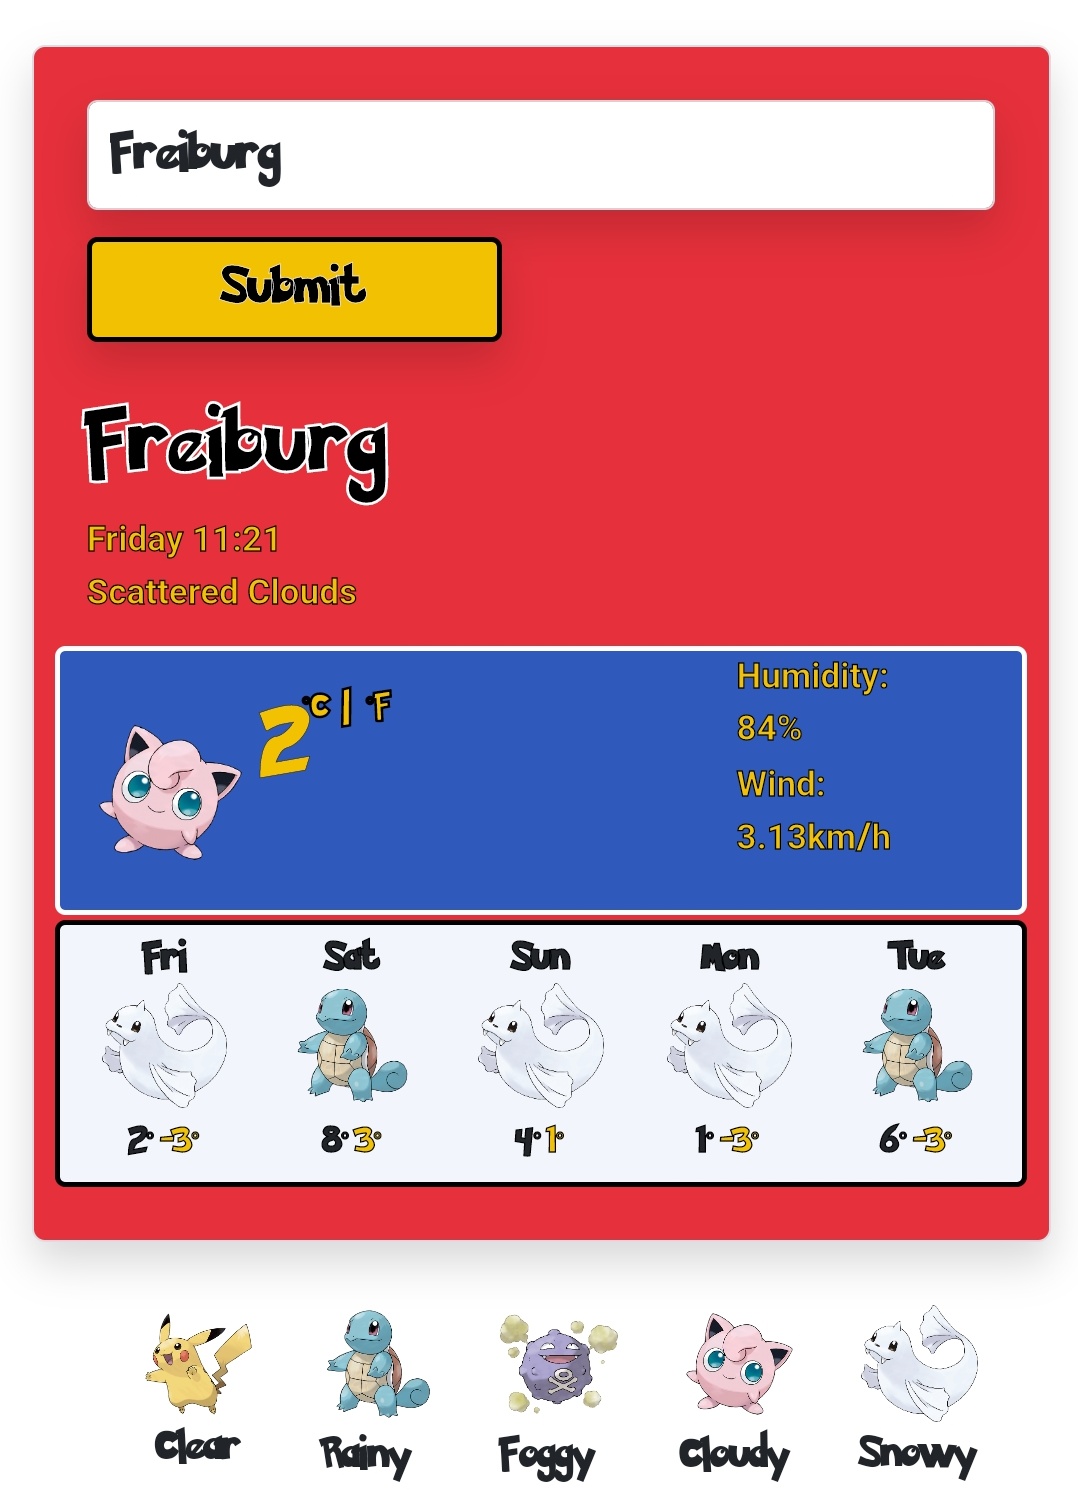 Freiburg
Submit
Freiburg
Friday 11:21
Scattered Clouds
2°C | °F
Humidity:
84%
Wind:
3.13km/h
Fri Sat Sun Mon Tue
2° -3° 8° 3° 4° 1° 1° -3° 6° -3°
Clear Rainy Foggy Cloudy Snowy